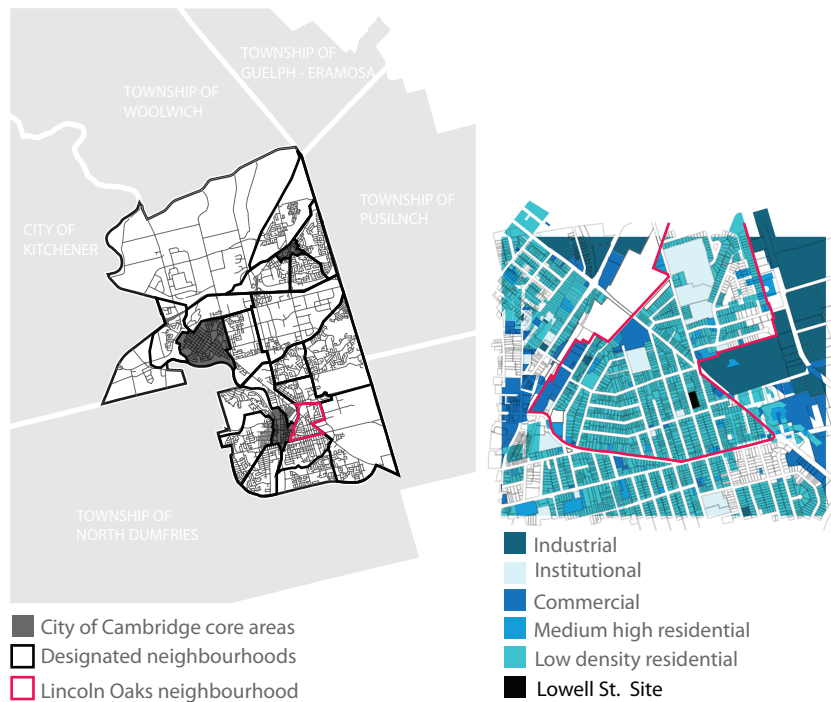 TOWNSHIP OF
GUELPH - ERAMOSA
TOWNSHIP OF
WOOLWICH
TOWNSHIP OF
PUSILNCH
CITY OF
KITCHENER
TOWNSHIP OF
NORTH DUMFRIES
City of Cambridge core areas
Designated neighbourhoods
Lincoln Oaks neighbourhood
Industrial
Institutional
Commercial
Medium high residential
Low density residential
Lowell St. Site